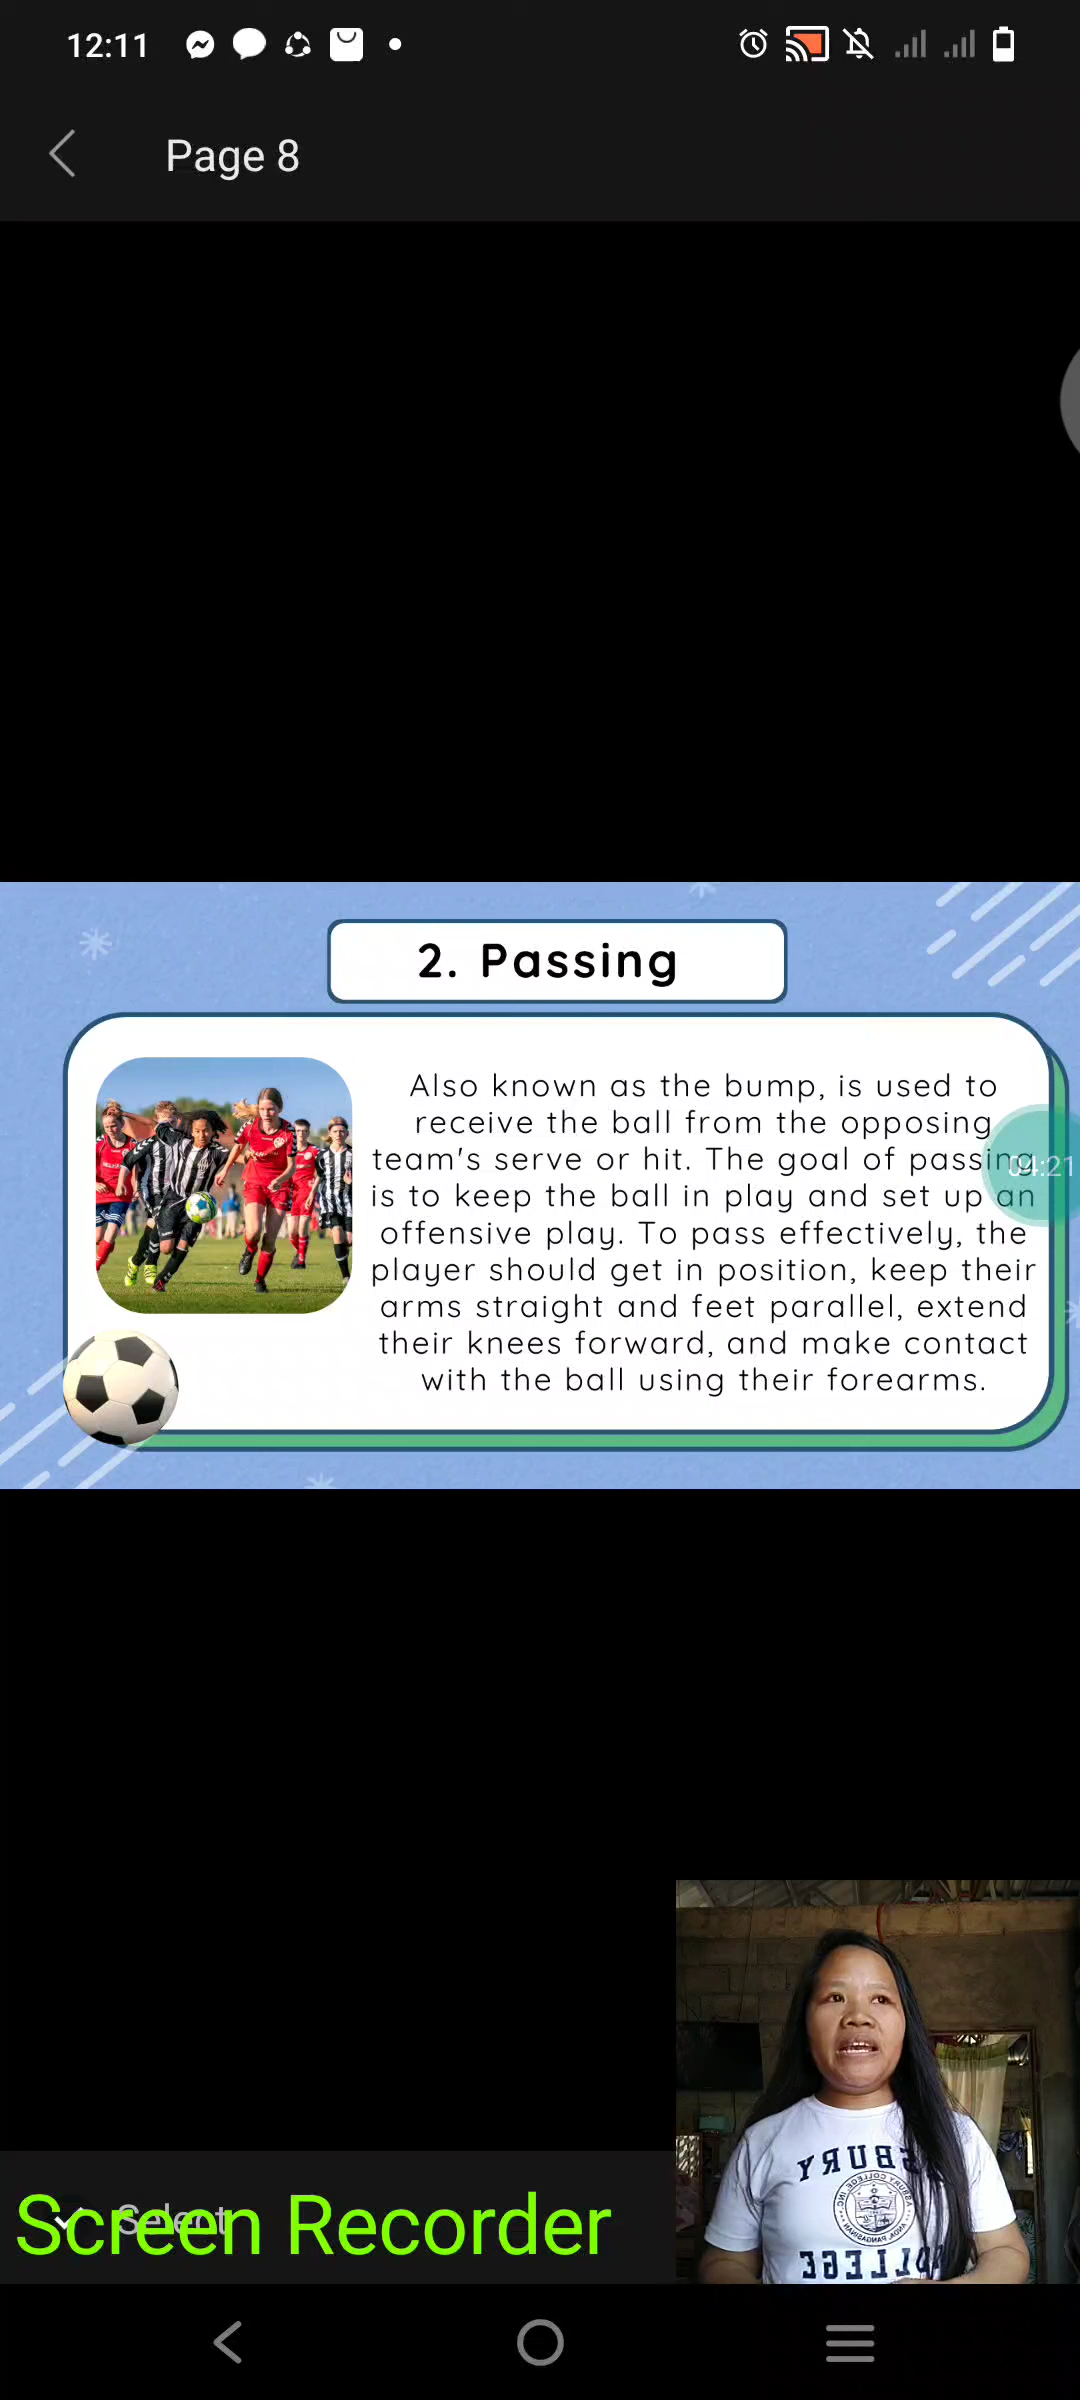 12:11
Page 8
2. Passing
Also known as the bump, is used to
receive the ball from the opposing
team's serve or hit. The goal of passing
is to keep the ball in play and set up an
offensive play. To pass effectively, the
player should get in position, keep their
arms straight and feet parallel, extend
their knees forward, and make contact
with the ball using their forearms.
04:21
Select
Screen Recorder